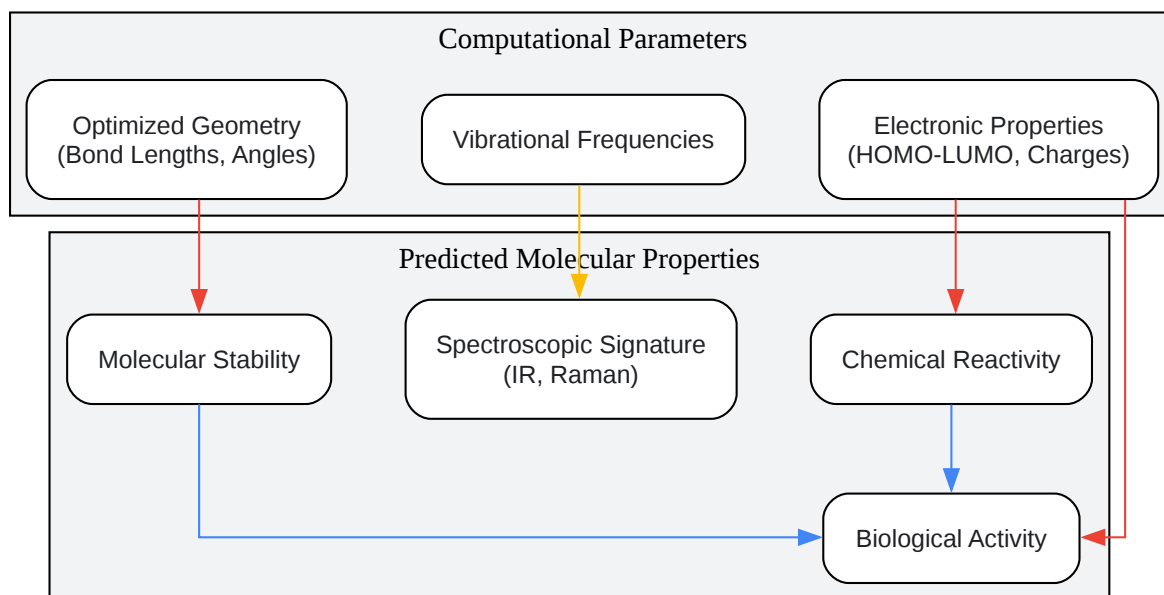 Computational Parameters
Optimized Geometry
(Bond Lengths, Angles)
Vibrational Frequencies
Electronic Properties
(HOMO-LUMO, Charges)
Predicted Molecular Properties
Molecular Stability
Spectroscopic Signature
(IR, Raman)
Chemical Reactivity
Biological Activity